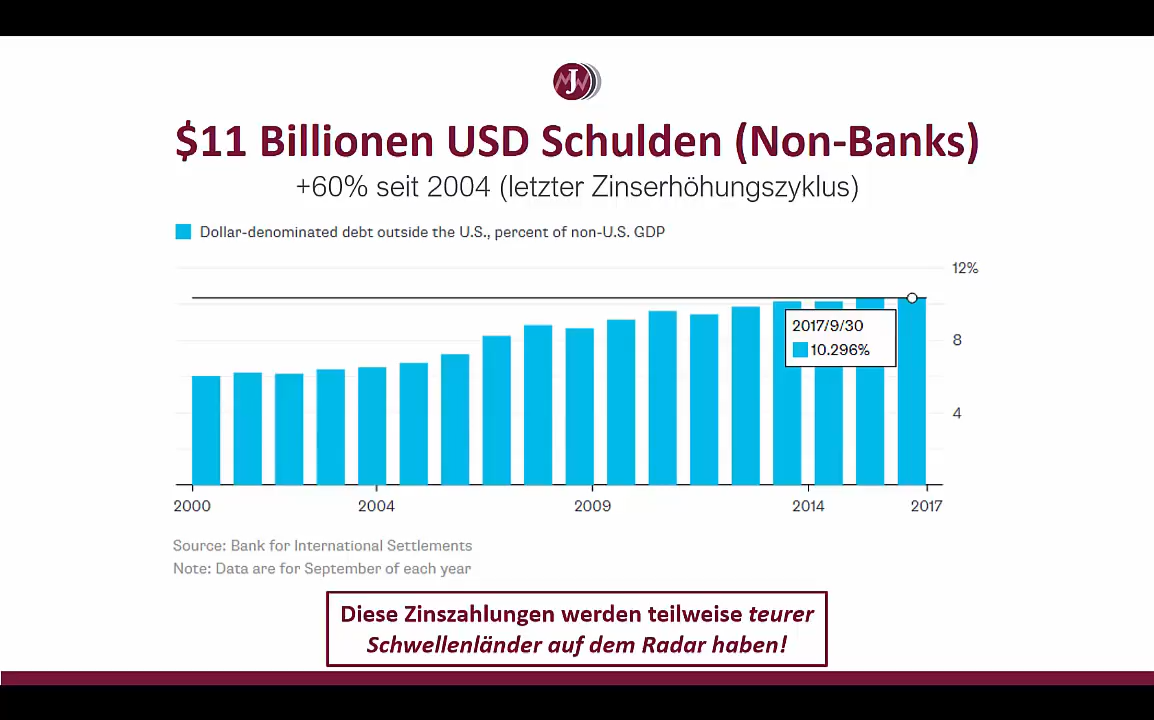 J
$11 Billionen USD Schulden (Non-Banks)
+60% seit 2004 (letzter Zinserhöhungszyklus)
Dollar-denominated debt outside the U.S., percent of non-U.S. GDP
12%
2017/9/30
10.296%
8
4
2000 2004 2009 2014 2017
Source: Bank for International Settlements
Note: Data are for September of each year
Diese Zinszahlungen werden teilweise teurer
Schwellenländer auf dem Radar haben!